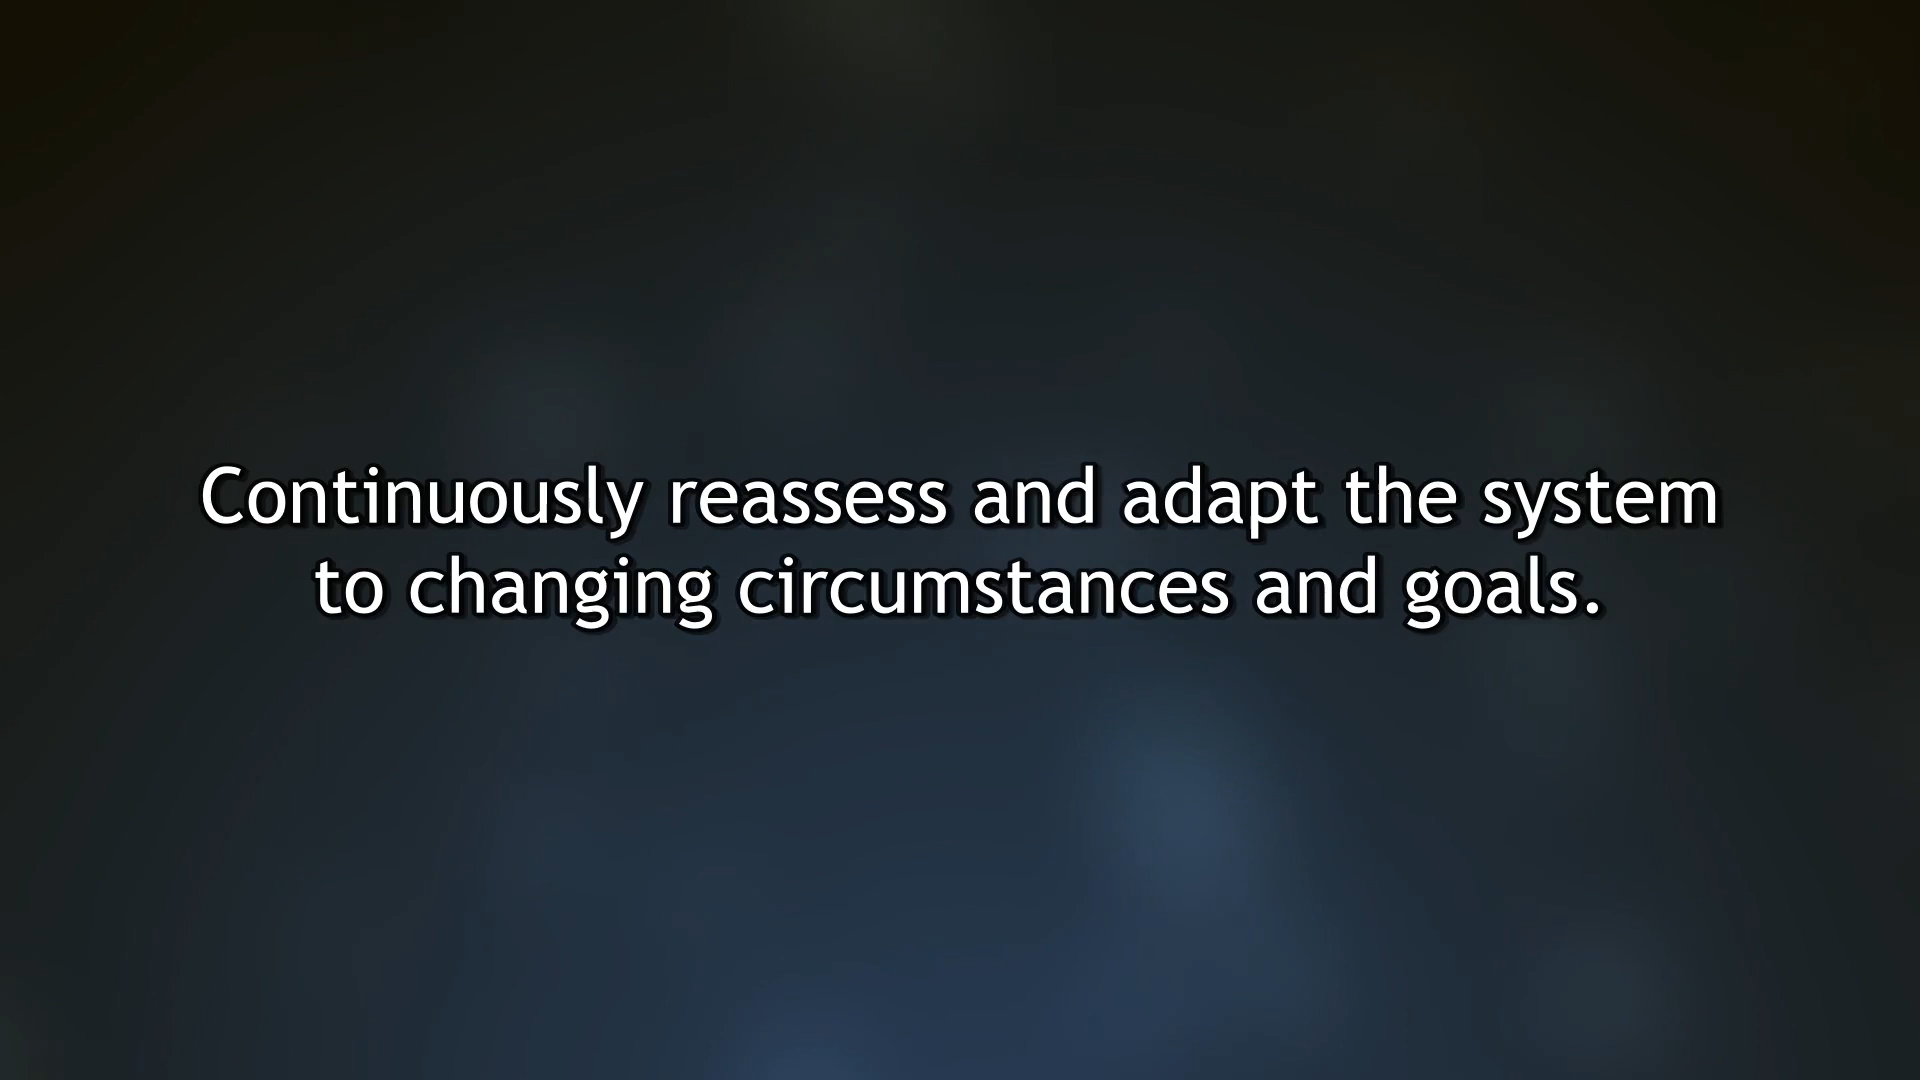 Continuously reassess and adapt the system
to changing circumstances and goals.